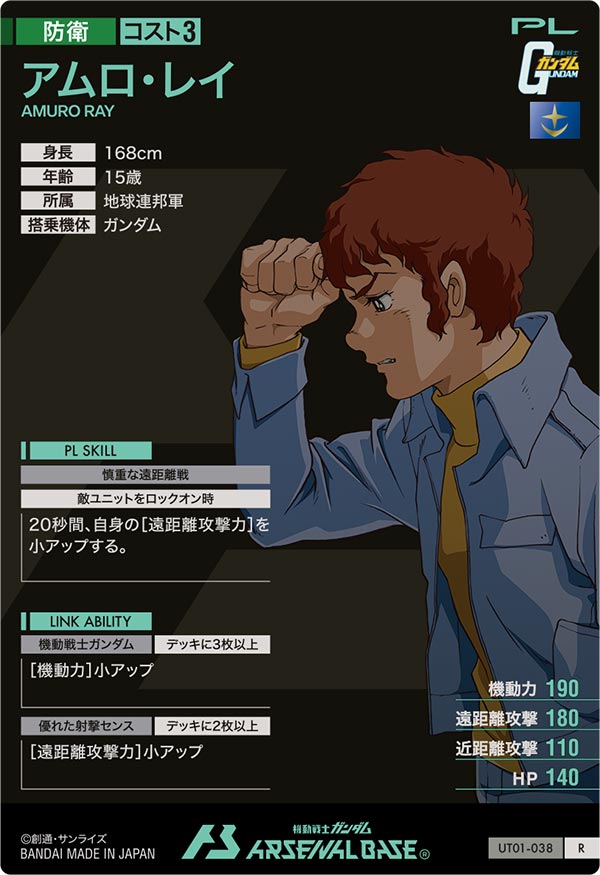 防衛 コスト3
PL
アムロ・レイ
AMURO RAY
機動戦士
ガンダム
GUNDAM
身長 168cm
年齢 15歳
所属 地球連邦軍
搭乗機体 ガンダム
PL SKILL
慎重な遠距離戦
敵ユニットをロックオン時
20秒間、自身の[遠距離攻撃力]を
小アップする。
LINK ABILITY
機動戦士ガンダム デッキに3枚以上
[機動力]小アップ
優れた射撃センス デッキに2枚以上
[遠距離攻撃力]小アップ
機動力 190
遠距離攻撃 180
近距離攻撃 110
HP 140
©創通・サンライズ
BANDAI MADE IN JAPAN
機動戦士ガンダム
ARSENAL BASE®
UT01-038 R